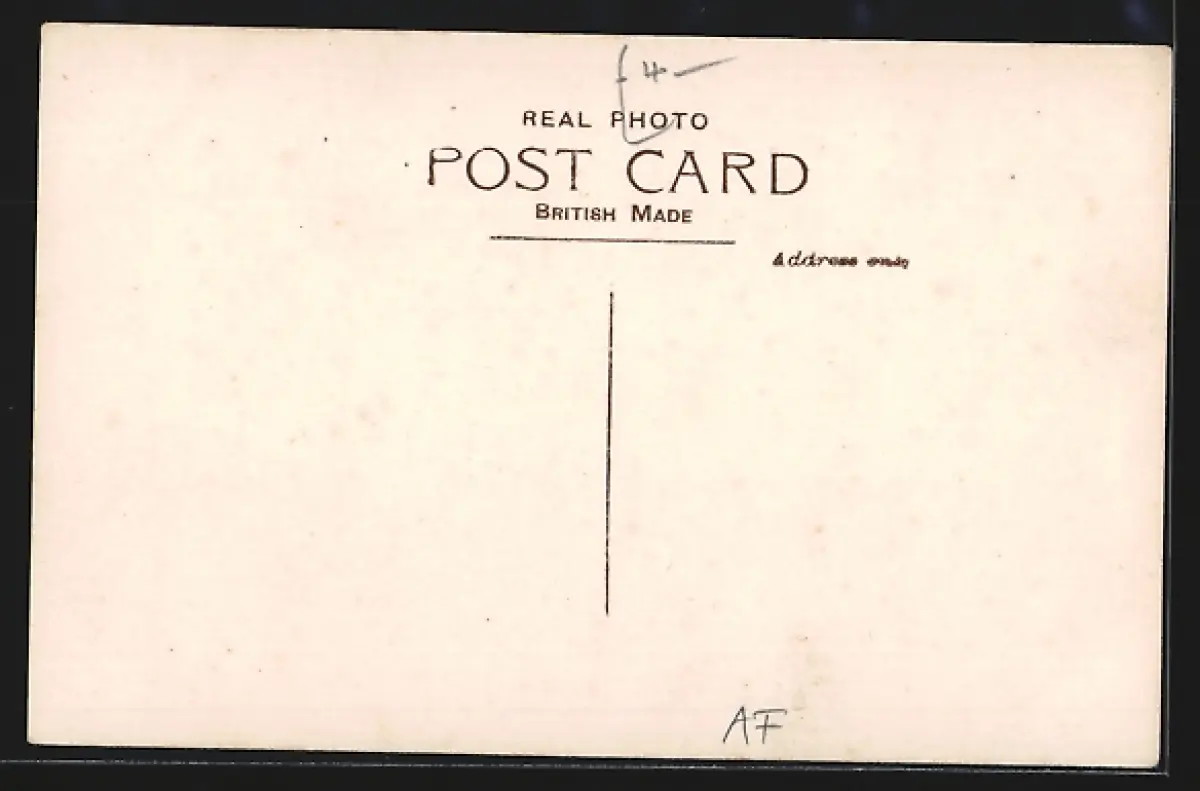 £4—
REAL PHOTO
POST CARD
BRITISH MADE
Address only
AF